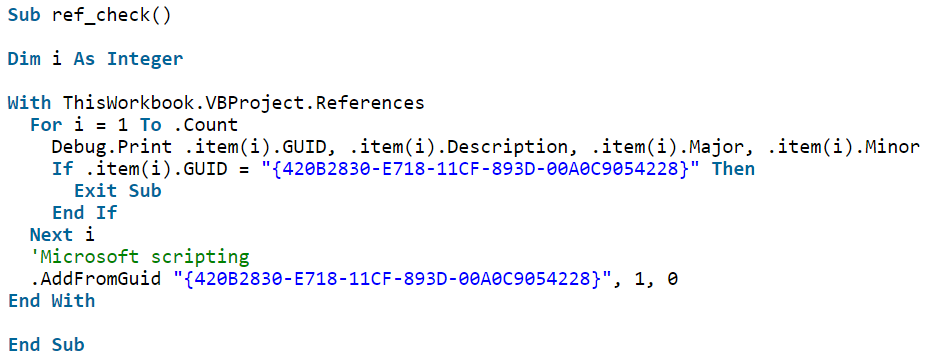 Sub ref_check()
Dim i As Integer
With ThisWorkbook.VBProject.References
For i = 1 To .Count
Debug.Print .item(i).GUID, .item(i).Description, .item(i).Major, .item(i).Minor
If .item(i).GUID = "{420B2830-E718-11CF-893D-00A0C9054228}" Then
Exit Sub
End If
Next i
'Microsoft scripting
.AddFromGuid "{420B2830-E718-11CF-893D-00A0C9054228}", 1, 0
End With
End Sub